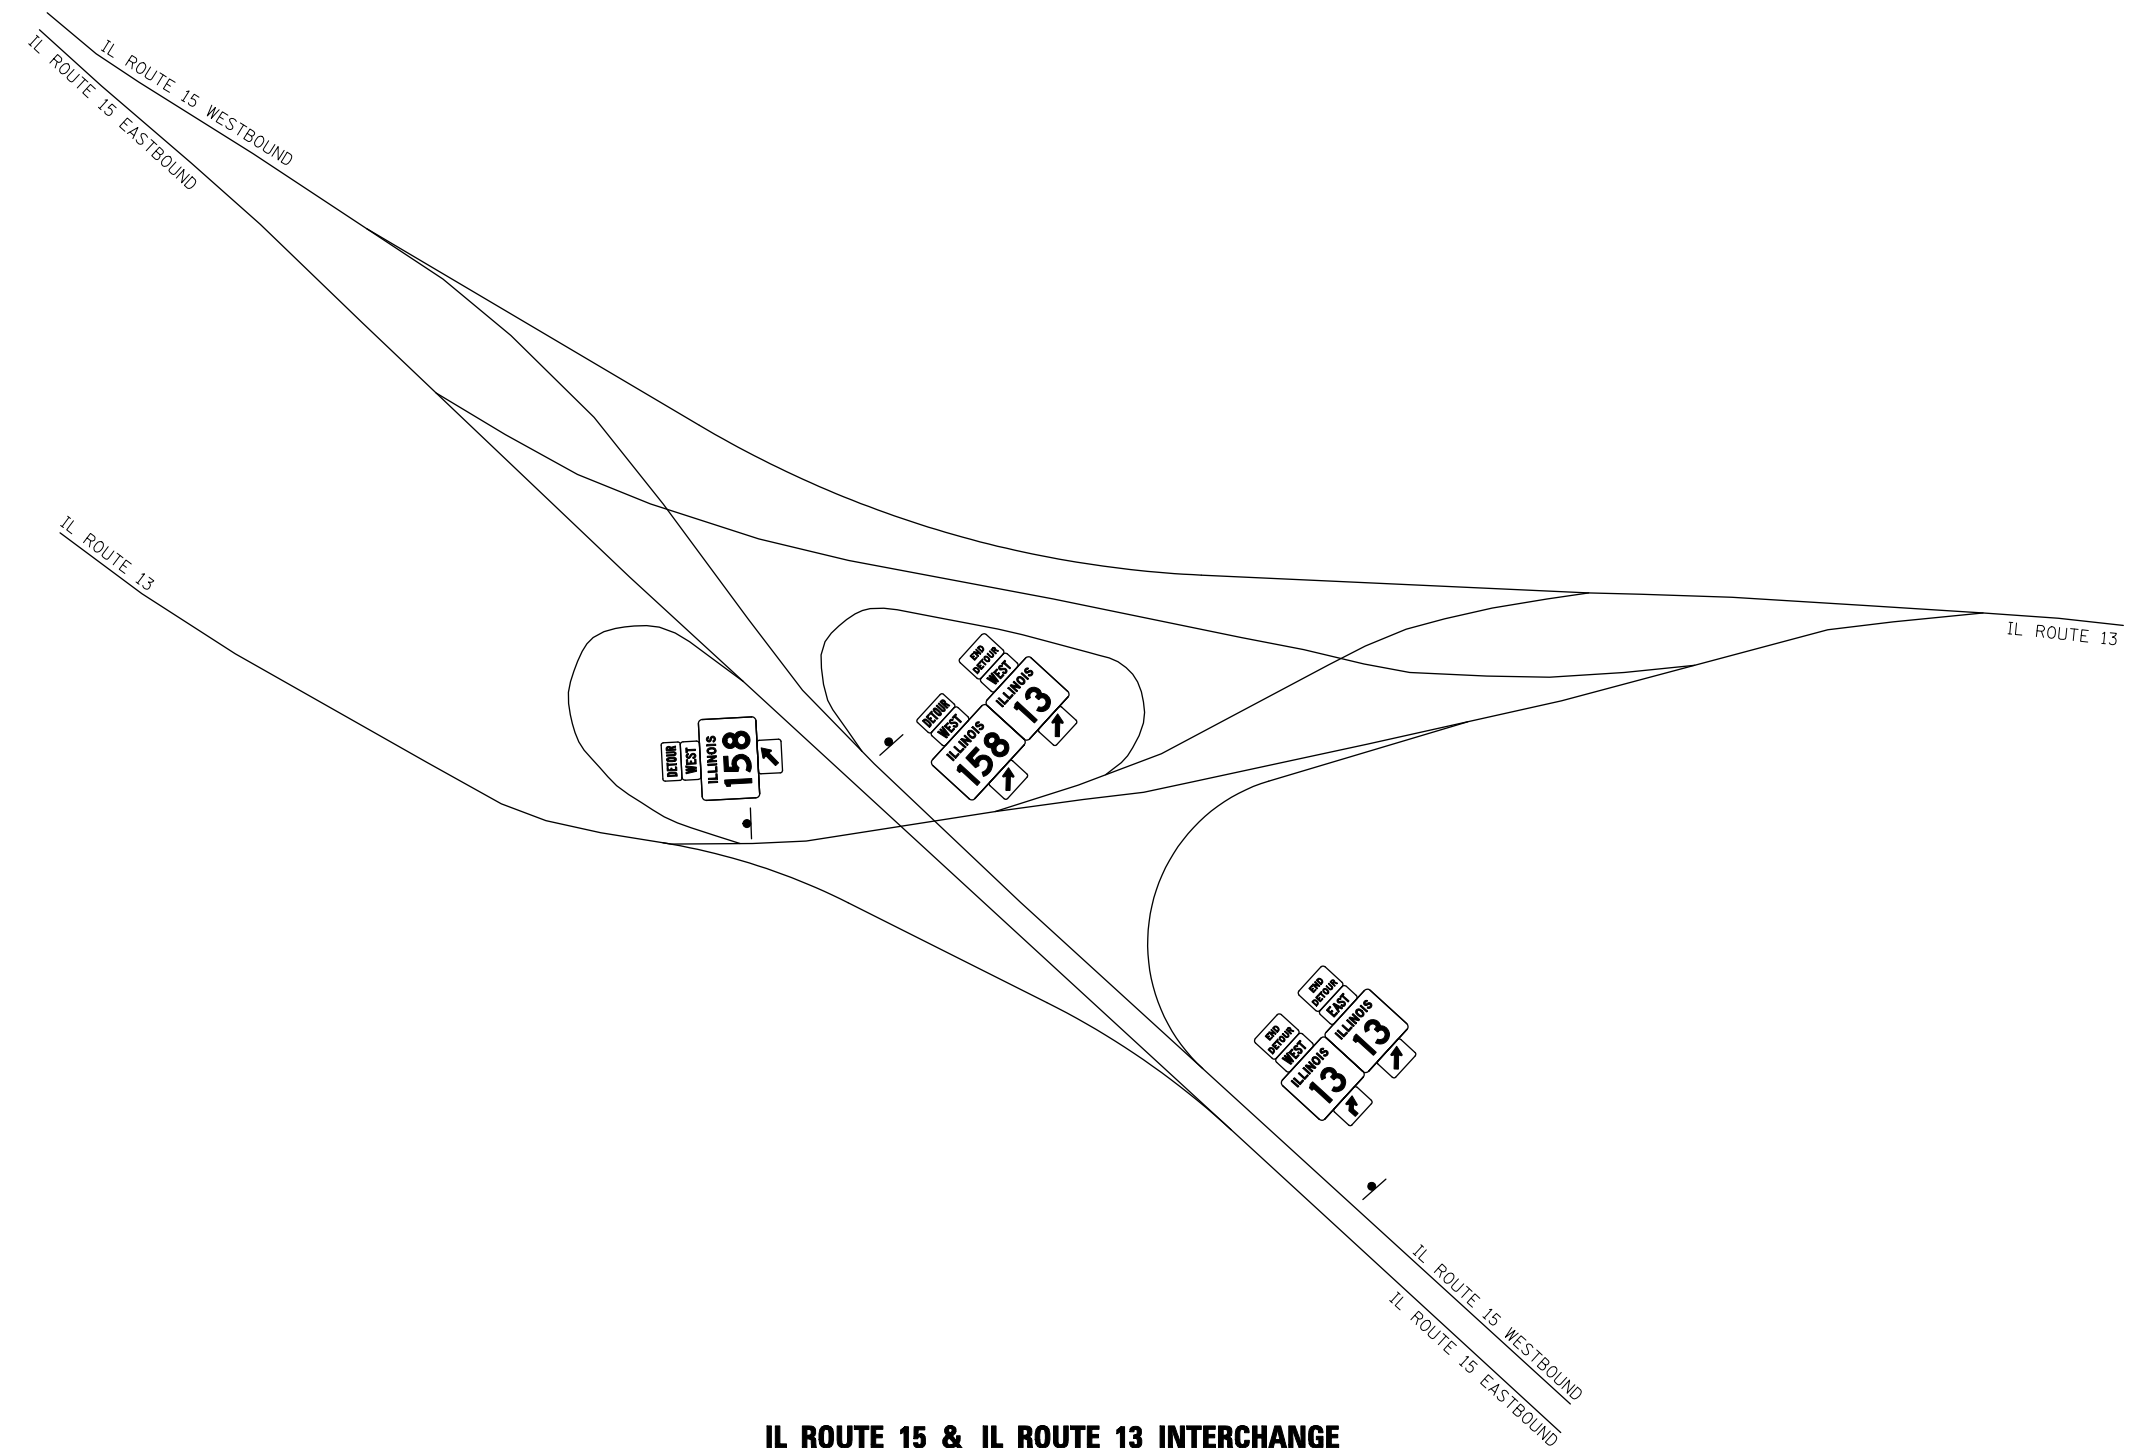 IL ROUTE 15 WESTBOUND
IL ROUTE 15 EASTBOUND
IL ROUTE 13
IL ROUTE 13
END
DETOUR
WEST
ILLINOIS
13
DETOUR
WEST
ILLINOIS
158
DETOUR
WEST
ILLINOIS
158
END
DETOUR
EAST
ILLINOIS
13
END
DETOUR
WEST
ILLINOIS
13
IL ROUTE 15 WESTBOUND
IL ROUTE 15 EASTBOUND
IL ROUTE 15 & IL ROUTE 13 INTERCHANGE